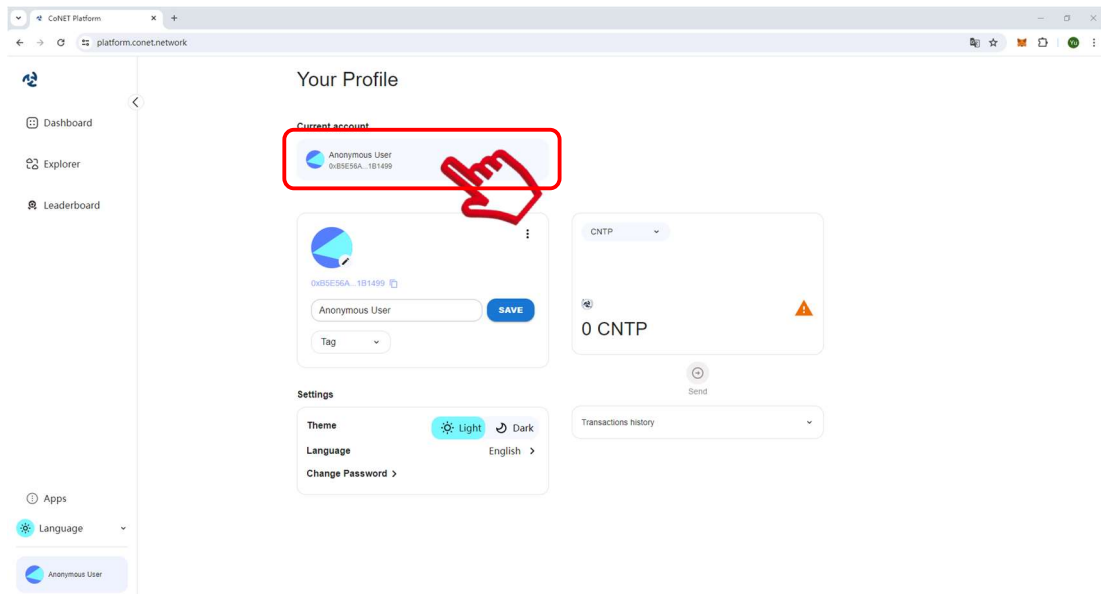 CoNET Platform
platform.conet.network
Yu
Your Profile
Dashboard
Explorer
Leaderboard
Current account
Anonymous User
0xB5E56A...1B1499
0xB5E56A...1B1499
Anonymous User
SAVE
Tag
CNTP
0 CNTP
Send
Settings
Theme
Light
Dark
Language
English
Change Password
Transactions history
Apps
Language
Anonymous User